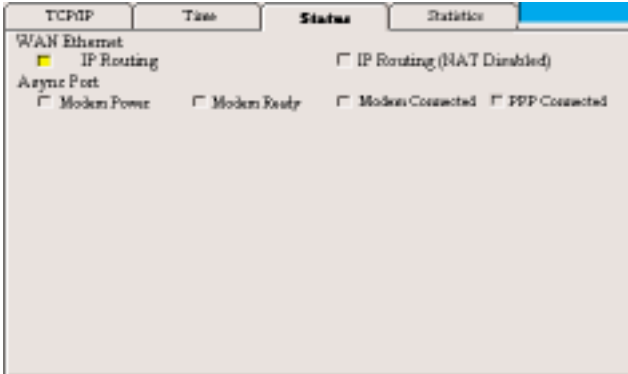 TCP/IP Time Status Statistics
WAN Ethernet
IP Routing IP Routing (NAT Disabled)
Async Port
Modem Power Modem Ready Modem Connected PPP Connected